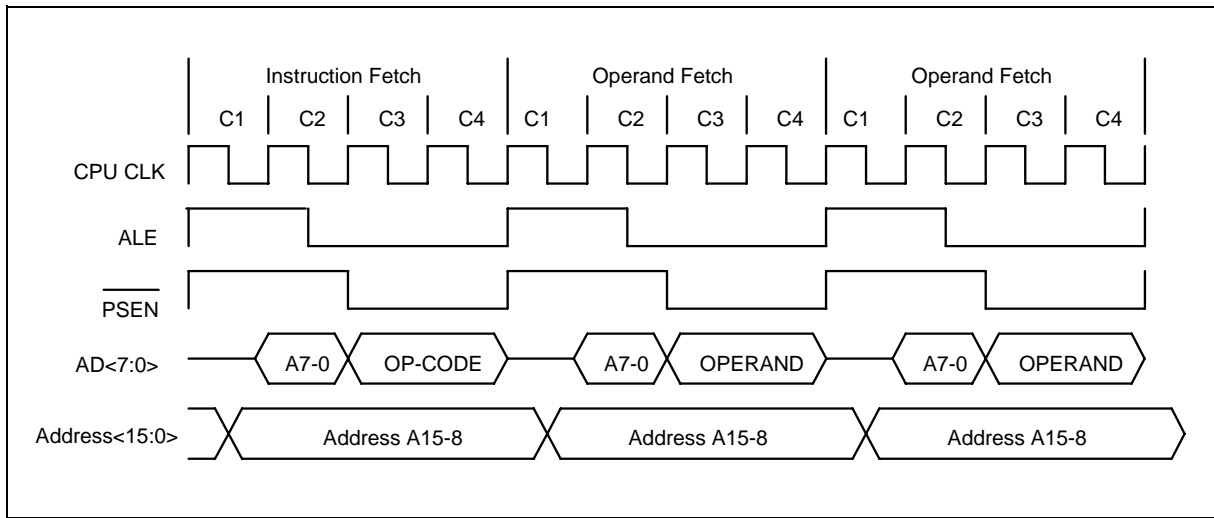 Instruction Fetch Operand Fetch Operand Fetch
C1 C2 C3 C4 C1 C2 C3 C4 C1 C2 C3 C4
CPU CLK
ALE
PSEN
AD<7:0> A7-0 OP-CODE A7-0 OPERAND A7-0 OPERAND
Address<15:0> Address A15-8 Address A15-8 Address A15-8